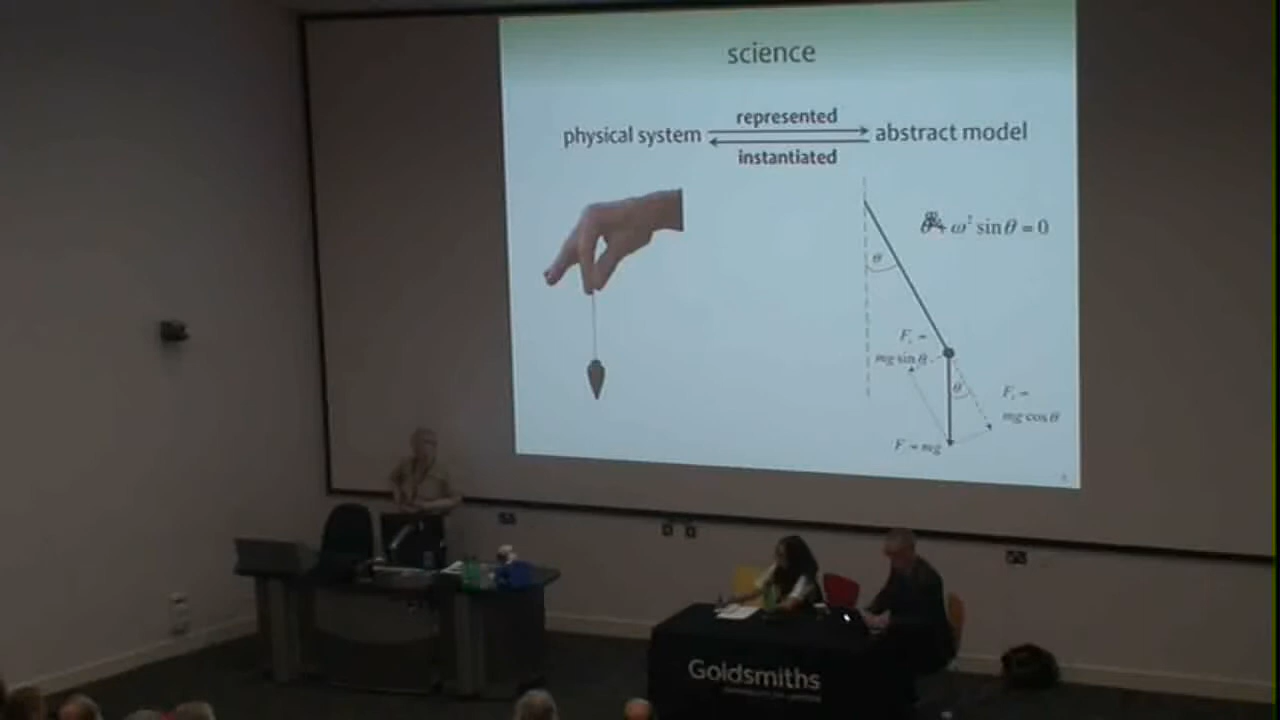 science
represented
physical system
abstract model
instantiated
ω² sin θ = 0
θ
F
mg sin θ
θ
mg cos θ
F = mg
Goldsmiths